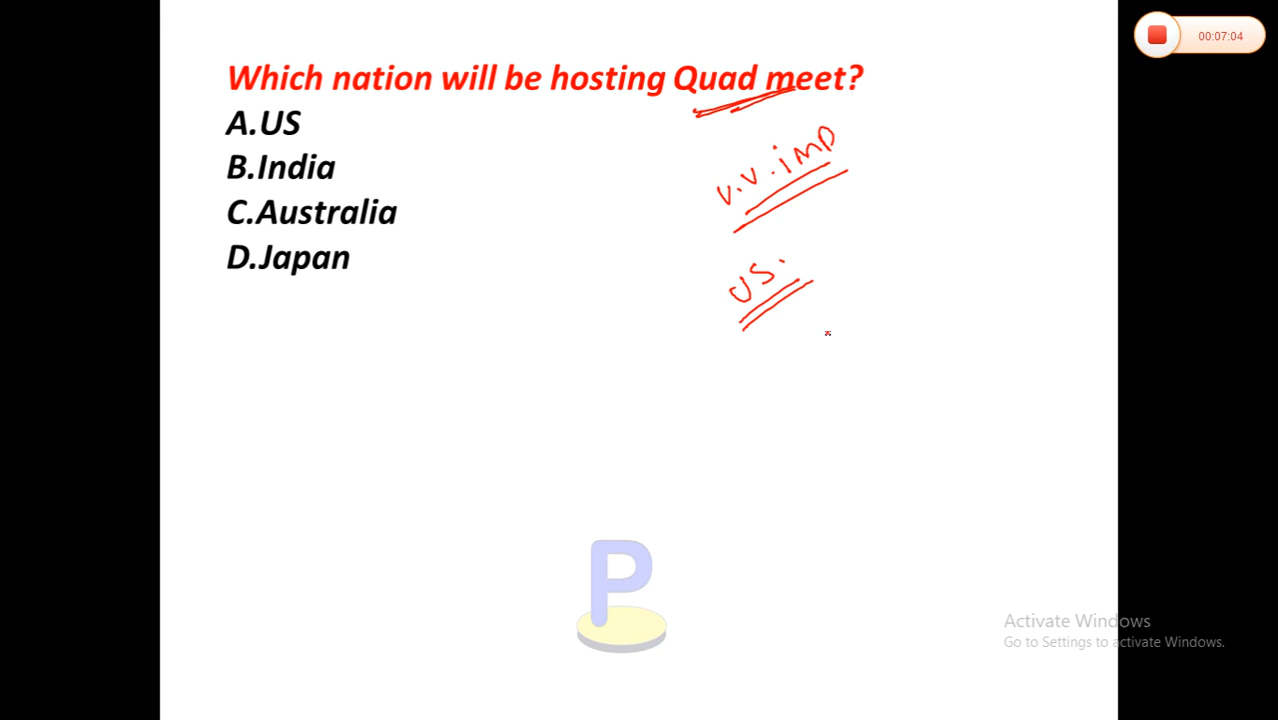 00:07:04
Which nation will be hosting Quad meet?
A.US
B.India
C.Australia
D.Japan
v.v.imp
US.
P
Activate Windows
Go to Settings to activate Windows.